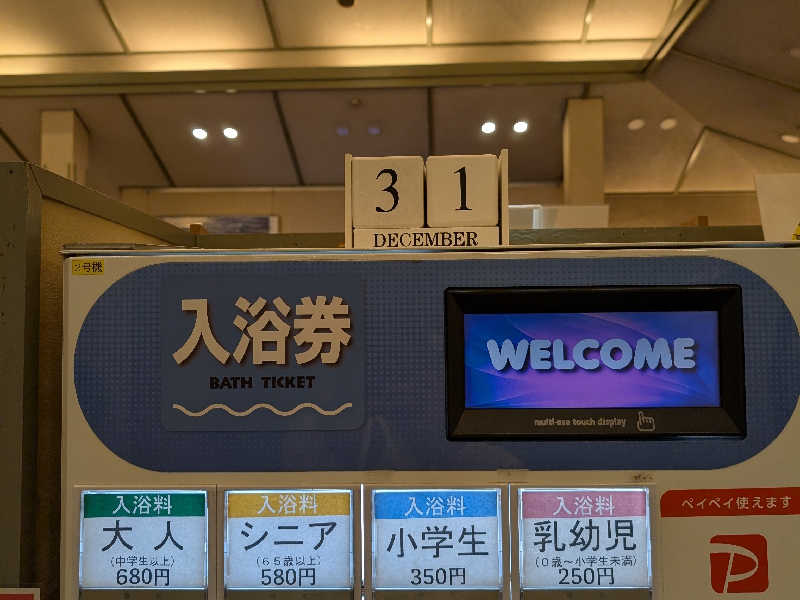 3 1
DECEMBER
2号機
入浴券
BATH TICKET
WELCOME
multi-use touch display
入浴料
大人
(中学生以上)
680円
入浴料
シニア
(65歳以上)
580円
入浴料
小学生
350円
入浴料
乳幼児
(0歳~小学生未満)
250円
ペイペイ使えます
P